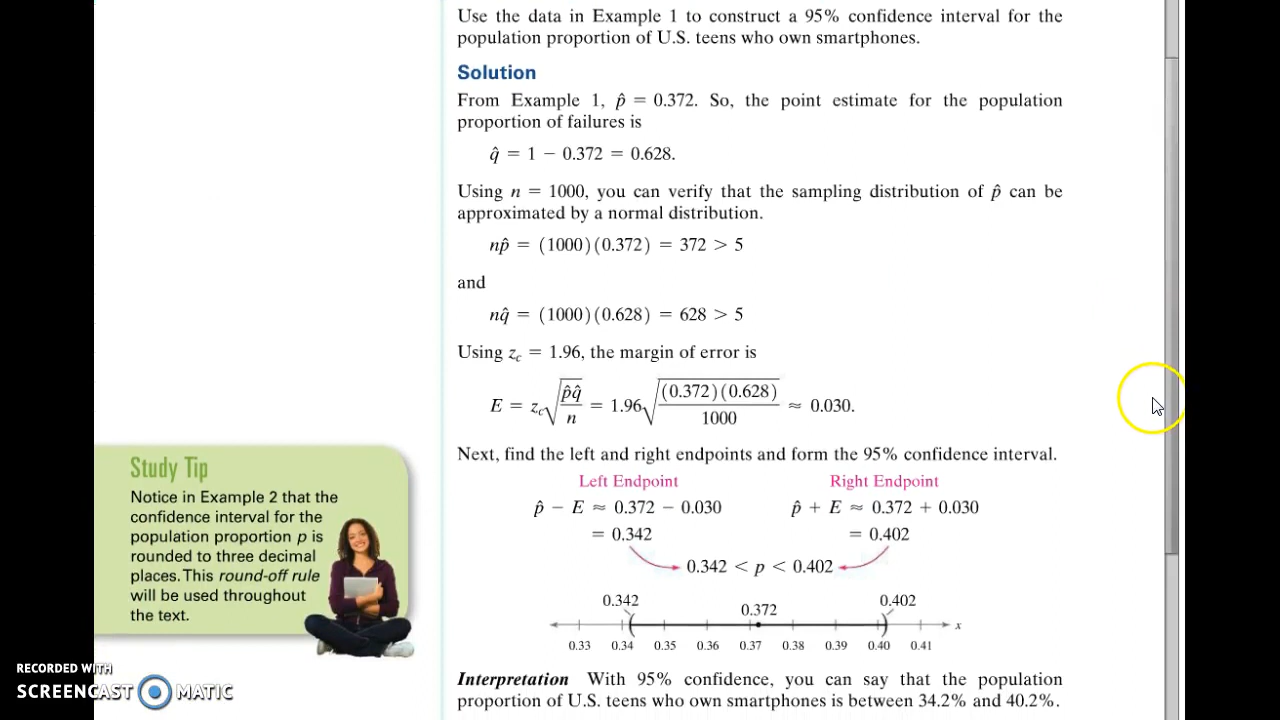 Use the data in Example 1 to construct a 95% confidence interval for the
population proportion of U.S. teens who own smartphones.
Solution
From Example 1, p̂ = 0.372. So, the point estimate for the population
proportion of failures is
q̂ = 1 − 0.372 = 0.628.
Using n = 1000, you can verify that the sampling distribution of p̂ can be
approximated by a normal distribution.
np̂ = (1000)(0.372) = 372 > 5
and
nq̂ = (1000)(0.628) = 628 > 5
Using z_c = 1.96, the margin of error is
E = z_c√(p̂q̂/n) = 1.96√((0.372)(0.628)/1000) ≈ 0.030.
Next, find the left and right endpoints and form the 95% confidence interval.
Left Endpoint Right Endpoint
p̂ − E ≈ 0.372 − 0.030 p̂ + E ≈ 0.372 + 0.030
= 0.342 = 0.402
0.342 < p < 0.402
0.342 0.372 0.402
x
0.33 0.34 0.35 0.36 0.37 0.38 0.39 0.40 0.41
Interpretation With 95% confidence, you can say that the population
proportion of U.S. teens who own smartphones is between 34.2% and 40.2%.
Study Tip
Notice in Example 2 that the
confidence interval for the
population proportion p is
rounded to three decimal
places. This round-off rule
will be used throughout
the text.
RECORDED WITH
SCREENCAST MATIC